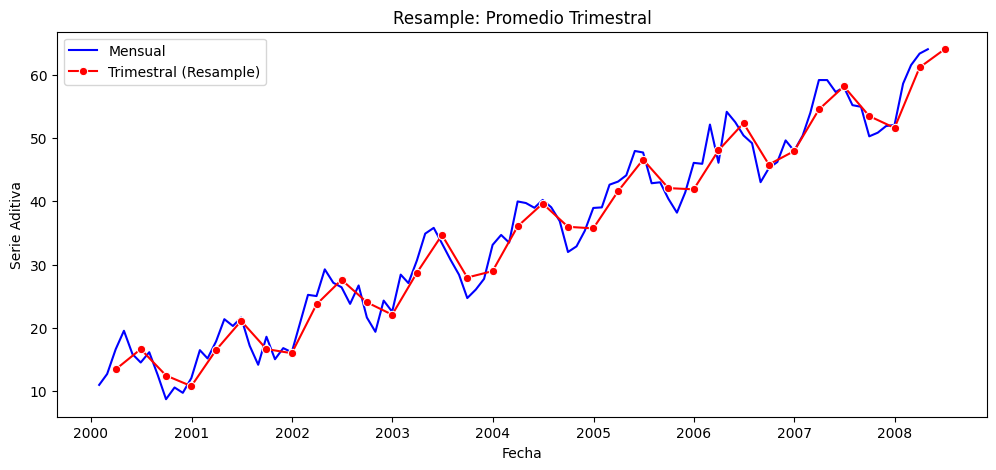 Resample: Promedio Trimestral
Mensual
Trimestral (Resample)
Serie Aditiva
60
50
40
30
20
10
2000 2001 2002 2003 2004 2005 2006 2007 2008
Fecha